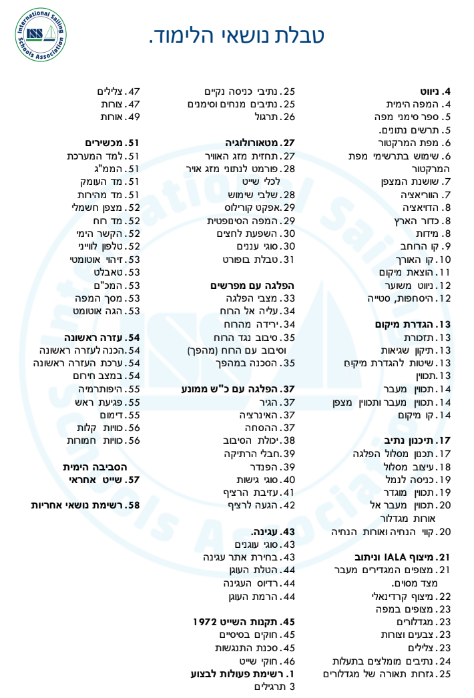 International Sailing
ISS
Schools Association
טבלת נושאי הלימוד.
4. ניווט
4. המפה הימית
5. ספר סימני מפה
5. תרשים נתונים.
6. מפת המרקטור
6. שימוש בתרשימי מפת
המרקטור
7. שושנת המצפן
7. הווריאציה
8. הדויאציה
8. כדור הארץ
8. מידות
9. קו הרוחב
10. קו האורך
11. הוצאת מיקום
12. ניווט משוער
12. היסחפות, סטייה
13. הגדרת מיקום
13. תזכורת
13. תיקון שגיאות
13. שיטות להגדרת מיקום
13. תכווין
14. תכווין מעבר
14. תכווין מעבר ותכווין מצפן
14. קו מיקום
17. תיכנון נתיב
17. תכנון מסלול הפלגה
18. עיצוב מסלול
19. כניסה לנמל
19. תכווין מוגדר
20. תכווין מעבר אל
אורות מגדלור
20. קווי הנחיה ואורות הנחיה
21. מיצוף IALA וניתוב
21. מצופים המגדירים מעבר
מצד מסוים.
22. מיצוף קרדינאלי
23. מצופים במפה
23. מגדלורים
23. צבעים וצורות
23. צלילים
24. נתיבים מומלצים בתעלות
25. גזרות תאורה של מגדלורים
25. נתיבי כניסה נקיים
25. נתיבים מנחים וסימנים
26. תרגול
27. מטאורולוגיה
27. תחזית מזג האוויר
28. פורמט לנתוני מזג אויר
לכלי שיט
28. שלבי שימוש
29. אפקט קוריולוס
29. המפה הסינופטית
30. השפעת לחצים
30. סוגי עננים
31. טבלת בופורט
הפלגה עם מפרשים
33. מצבי הפלגה
34. עליה אל הרוח
34. ירידה מהרוח
35. סיבוב נגד הרוח
וסיבוב עם הרוח (מהפך)
35. הסכנה במהפך
37. הפלגה עם כ"ש ממונע
37. הגיר
37. האינרציה
37. ההסחה
38. יכולת הסיבוב
39. חבלי הרתיקה
39. הפנדר
40. סוגי גישות
41. עזיבת הרציף
42. הגעה לרציף
43. עגינה.
43. סוגי עוגנים
43. בחירת אתר עגינה
44. הטלת העוגן
44. רדיוס העגינה
44. הרמת העוגן
45. תקנות השייט 1972
45. חוקים בסיסיים
45. סכנת התנגשות
46. חוקי שייט
1. רשימת פעולות לבצוע
3 תרגילים
47. צלילים
47. צורות
49. אורות
51. מכשירים
51. למד המערכת
51. הממ"ג
51. מד העומק
51. מד מהירות
52. מצפן חשמלי
52. מד רוח
52. הקשר הימי
52. טלפון לווייני
53. זיהוי אוטומטי
53. טאבלט
53. המכ"ם
53. מסך המפה
53. הגה אוטומט
54. עזרה ראשונה
54. הכנה לעזרה ראשונה
54. ערכת העזרה ראשונה
54. במצב חירום
55. היפותרמיה
55. פגיעת ראש
55. דימום
56. כוויות קלות
56. כוויות חמורות
הסביבה הימית
57. שייט אחראי
58. רשימת נושאי אחריות